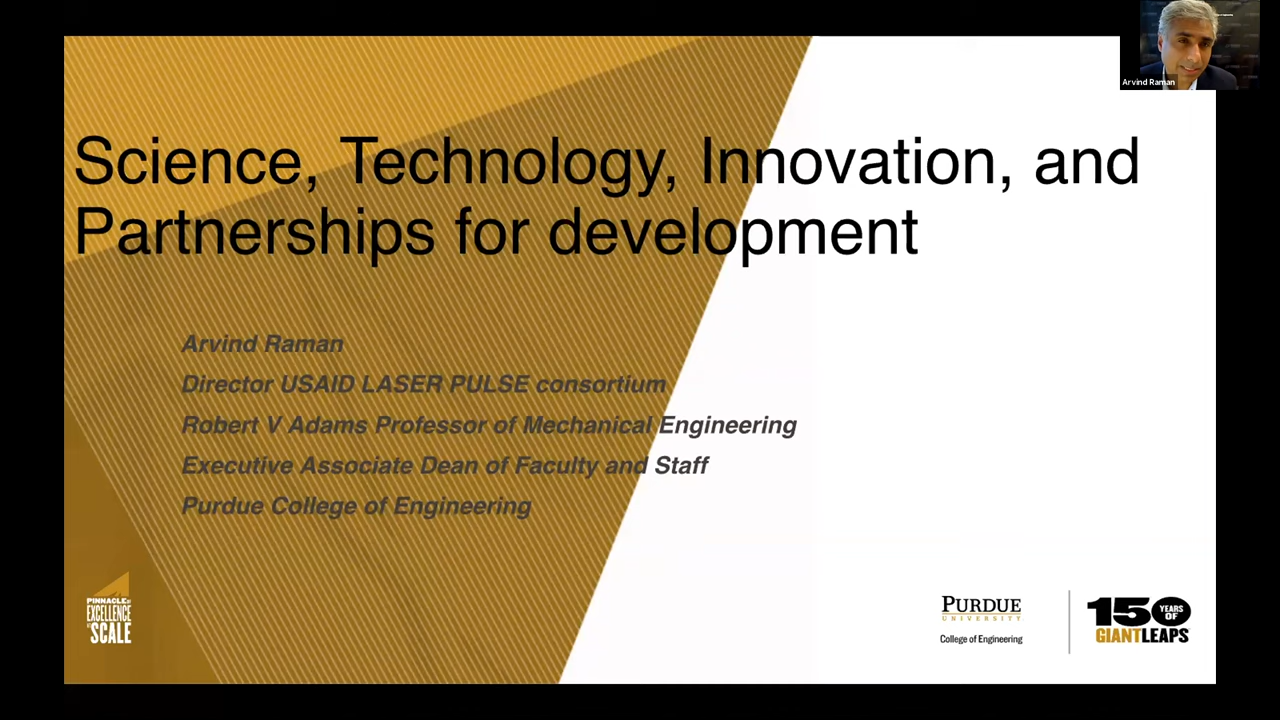 Arvind Raman
Science, Technology, Innovation, and
Partnerships for development
Arvind Raman
Director USAID LASER PULSE consortium
Robert V Adams Professor of Mechanical Engineering
Executive Associate Dean of Faculty and Staff
Purdue College of Engineering
PINNACLE OF
EXCELLENCE
AT SCALE
PURDUE
UNIVERSITY
College of Engineering
150 YEARS OF
GIANT LEAPS